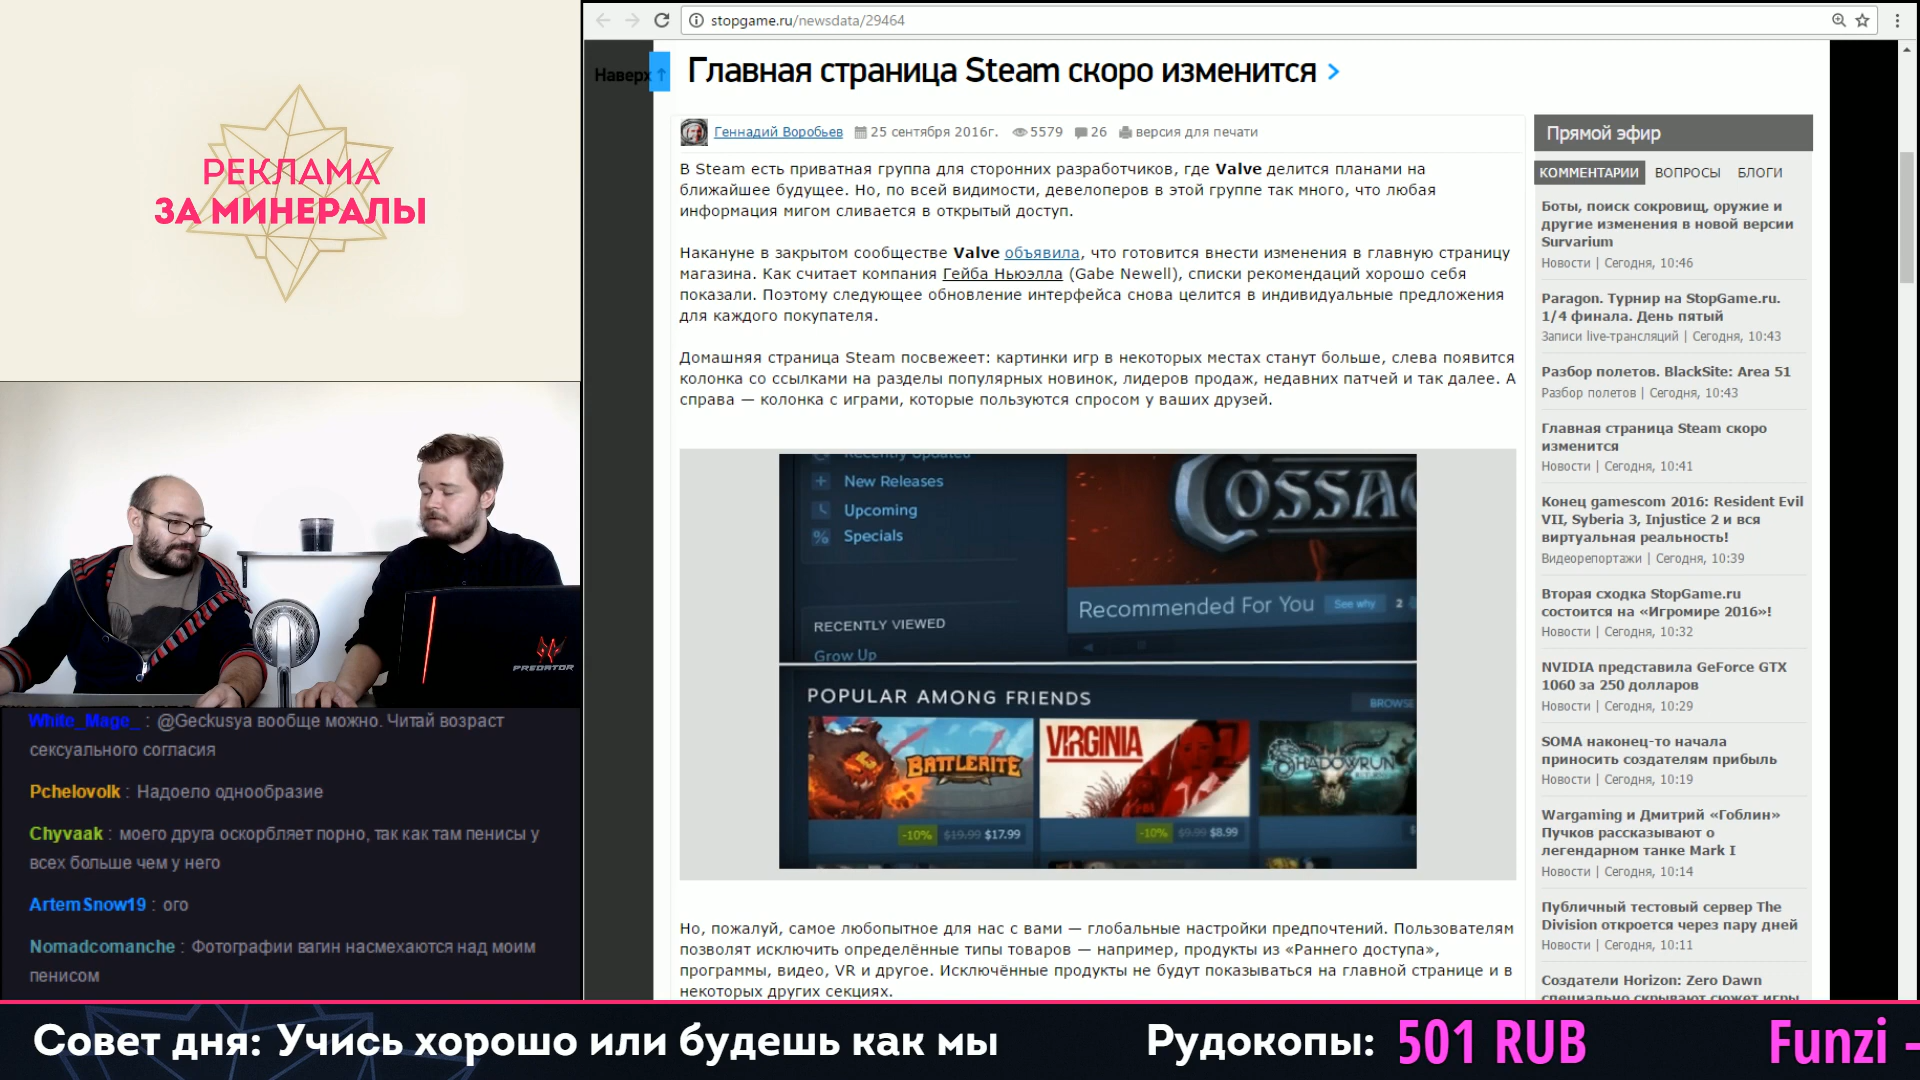 РЕКЛАМА
ЗА МИНЕРАЛЫ
PREDATOR
White_Mage_ : @Geckusya вообще можно. Читай возраст
сексуального согласия
Pchelovolk : Надоело однообразие
Chyvaak : моего друга оскорбляет порно, так как там пенисы у
всех больше чем у него
ArtemSnow19 : ого
Nomadcomanche : Фотографии вагин насмехаются над моим
пенисом
stopgame.ru/newsdata/29464
Наверх ↑
Главная страница Steam скоро изменится >
Геннадий Воробьев 25 сентября 2016г. 5579 26 версия для печати
В Steam есть приватная группа для сторонних разработчиков, где Valve делится планами на
ближайшее будущее. Но, по всей видимости, девелоперов в этой группе так много, что любая
информация мигом сливается в открытый доступ.
Накануне в закрытом сообществе Valve объявила, что готовится внести изменения в главную страницу
магазина. Как считает компания Гейба Ньюэлла (Gabe Newell), списки рекомендаций хорошо себя
показали. Поэтому следующее обновление интерфейса снова целится в индивидуальные предложения
для каждого покупателя.
Домашняя страница Steam посвежеет: картинки игр в некоторых местах станут больше, слева появится
колонка со ссылками на разделы популярных новинок, лидеров продаж, недавних патчей и так далее. А
справа — колонка с играми, которые пользуются спросом у ваших друзей.
Recently Updated
New Releases
Upcoming
Specials
COSSAC
Recommended For You See why 2
RECENTLY VIEWED
Grow Up
POPULAR AMONG FRIENDS BROWSE
BATTLERITE
VIRGINIA
SHADOWRUN
-10% $19.99 $17.99
-10% $9.99 $8.99
Но, пожалуй, самое любопытное для нас с вами — глобальные настройки предпочтений. Пользователям
позволят исключить определённые типы товаров — например, продукты из «Раннего доступа»,
программы, видео, VR и другое. Исключённые продукты не будут показываться на главной странице и в
некоторых других секциях.
Прямой эфир
КОММЕНТАРИИ ВОПРОСЫ БЛОГИ
Боты, поиск сокровищ, оружие и
другие изменения в новой версии
Survarium
Новости | Сегодня, 10:46
Paragon. Турнир на StopGame.ru.
1/4 финала. День пятый
Записи live-трансляций | Сегодня, 10:43
Разбор полетов. BlackSite: Area 51
Разбор полетов | Сегодня, 10:43
Главная страница Steam скоро
изменится
Новости | Сегодня, 10:41
Конец gamescom 2016: Resident Evil
VII, Syberia 3, Injustice 2 и вся
виртуальная реальность!
Видеорепортажи | Сегодня, 10:39
Вторая сходка StopGame.ru
состоится на «Игромире 2016»!
Новости | Сегодня, 10:32
NVIDIA представила GeForce GTX
1060 за 250 долларов
Новости | Сегодня, 10:29
SOMA наконец-то начала
приносить создателям прибыль
Новости | Сегодня, 10:19
Wargaming и Дмитрий «Гоблин»
Пучков рассказывают о
легендарном танке Mark I
Новости | Сегодня, 10:14
Публичный тестовый сервер The
Division откроется через пару дней
Новости | Сегодня, 10:11
Создатели Horizon: Zero Dawn
специально скрывают сюжет игры
Совет дня: Учись хорошо или будешь как мы
Рудокопы: 501 RUB Funzi -